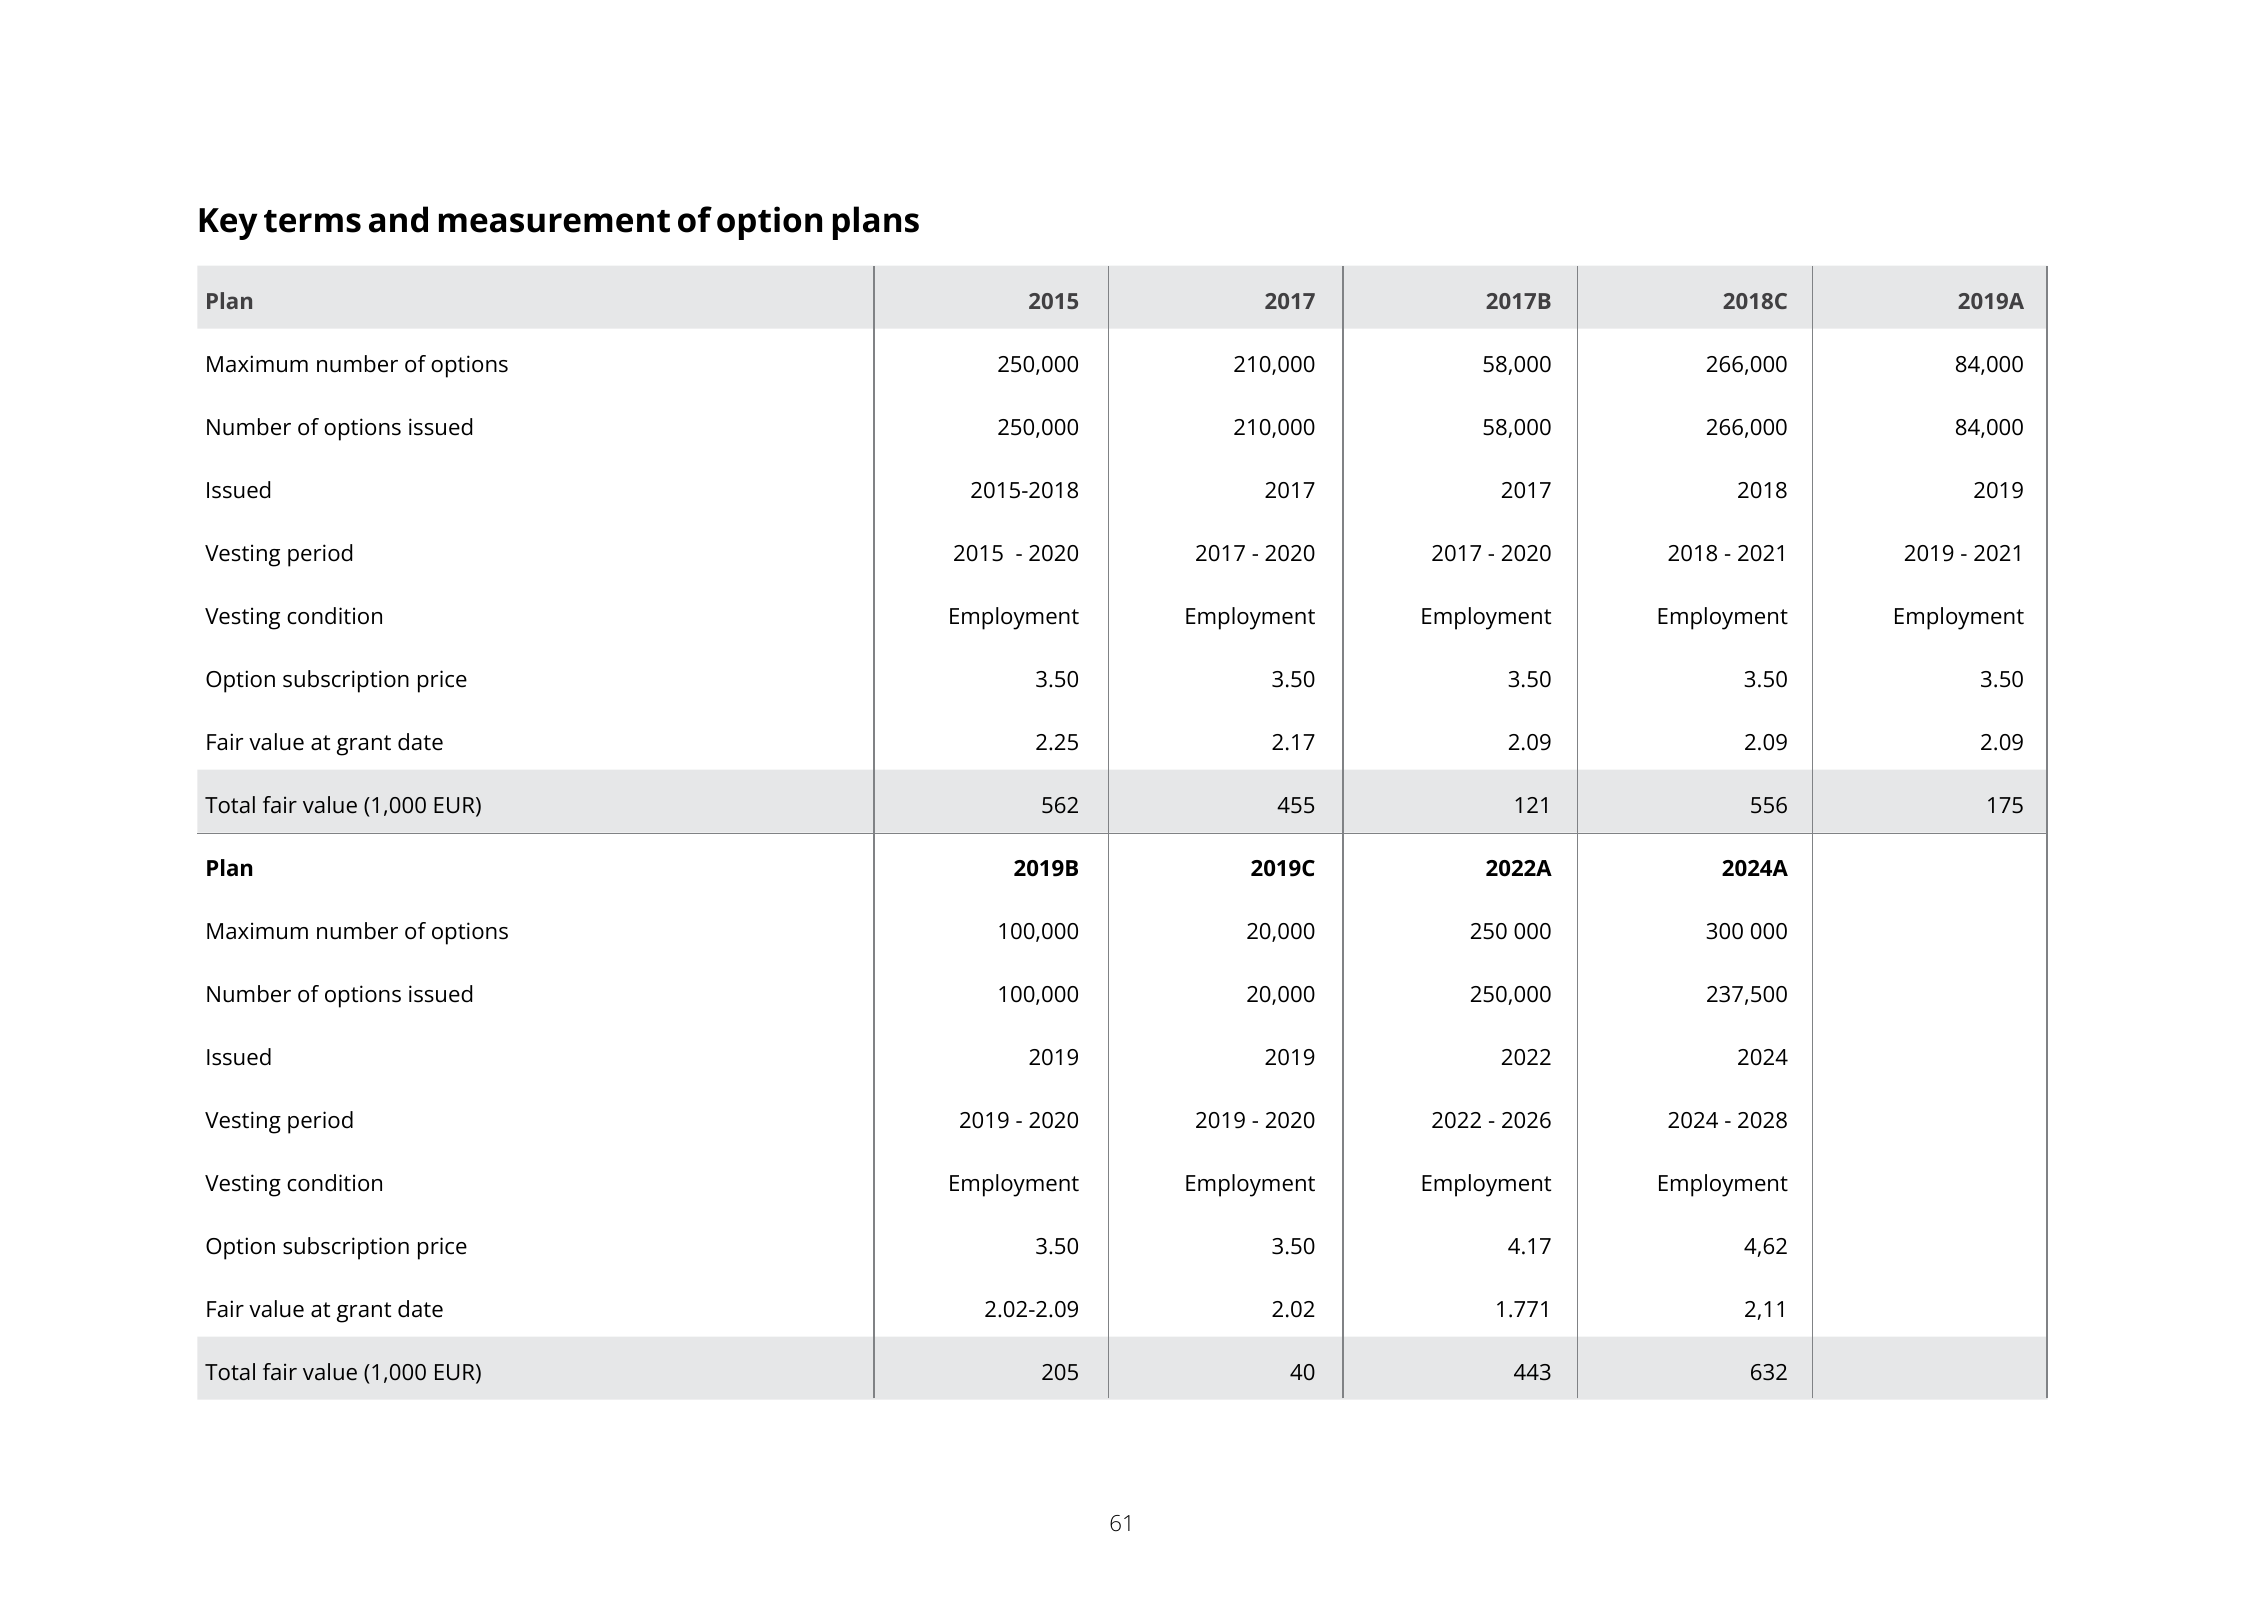 Key terms and measurement of option plans
Plan 2015 2017 2017B 2018C 2019A
Maximum number of options 250,000 210,000 58,000 266,000 84,000
Number of options issued 250,000 210,000 58,000 266,000 84,000
Issued 2015-2018 2017 2017 2018 2019
Vesting period 2015 - 2020 2017 - 2020 2017 - 2020 2018 - 2021 2019 - 2021
Vesting condition Employment Employment Employment Employment Employment
Option subscription price 3.50 3.50 3.50 3.50 3.50
Fair value at grant date 2.25 2.17 2.09 2.09 2.09
Total fair value (1,000 EUR) 562 455 121 556 175
Plan 2019B 2019C 2022A 2024A
Maximum number of options 100,000 20,000 250 000 300 000
Number of options issued 100,000 20,000 250,000 237,500
Issued 2019 2019 2022 2024
Vesting period 2019 - 2020 2019 - 2020 2022 - 2026 2024 - 2028
Vesting condition Employment Employment Employment Employment
Option subscription price 3.50 3.50 4.17 4,62
Fair value at grant date 2.02-2.09 2.02 1.771 2,11
Total fair value (1,000 EUR) 205 40 443 632
61